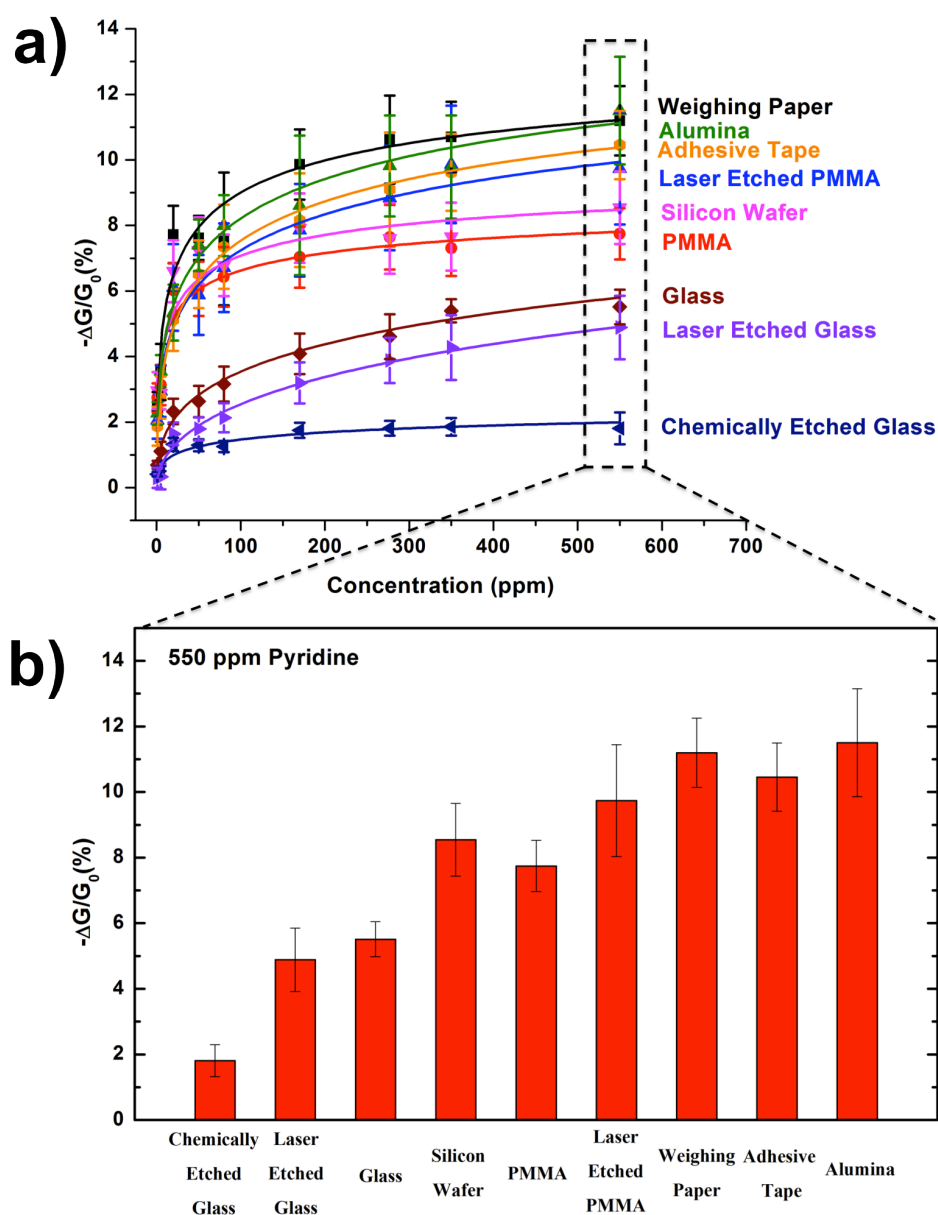 a)
14
12
10
8
6
4
2
0
-ΔG/G0(%)
Weighing Paper
Alumina
Adhesive Tape
Laser Etched PMMA
Silicon Wafer
PMMA
Glass
Laser Etched Glass
Chemically Etched Glass
0 100 200 300 400 500 600 700
Concentration (ppm)
b)
550 ppm Pyridine
14
12
10
8
6
4
2
0
-ΔG/G0(%)
Chemically Etched Glass
Laser Etched Glass
Glass
Silicon Wafer
PMMA
Laser Etched PMMA
Weighing Paper
Adhesive Tape
Alumina